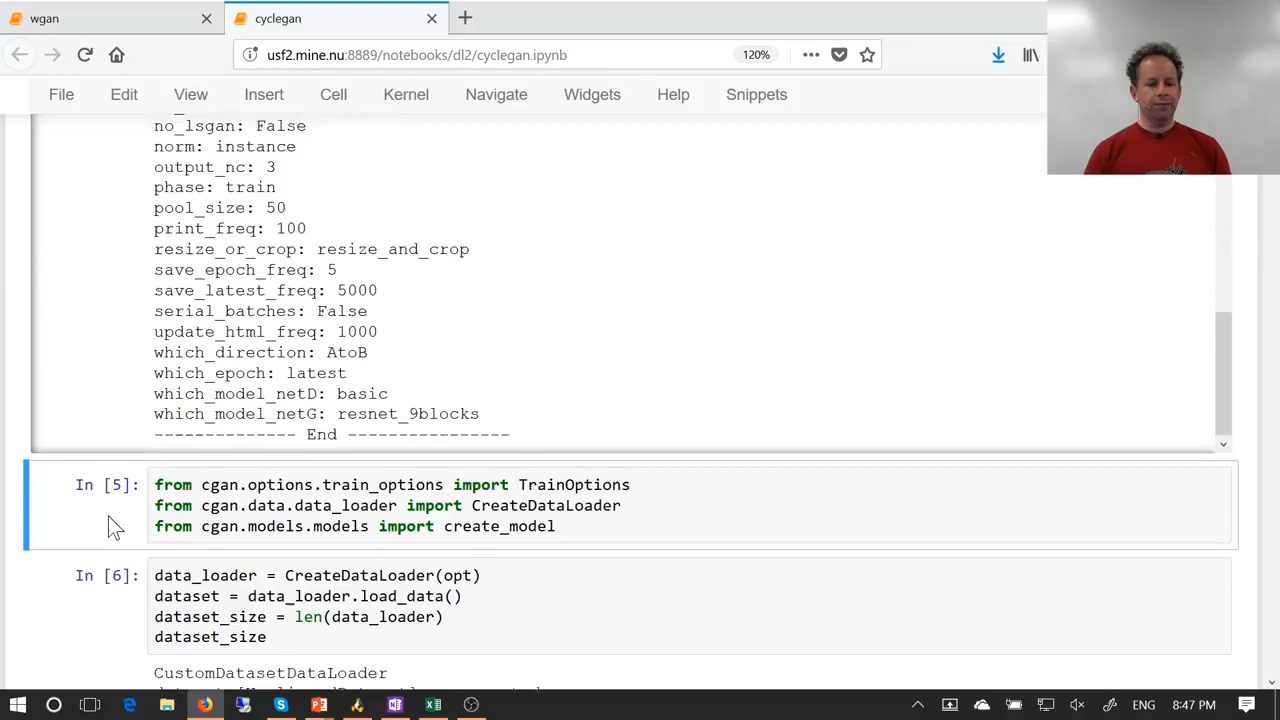 wgan
cyclegan
usf2.mine.nu:8889/notebooks/dl2/cyclegan.ipynb
120%
File Edit View Insert Cell Kernel Navigate Widgets Help Snippets
no_lsgan: False
norm: instance
output_nc: 3
phase: train
pool_size: 50
print_freq: 100
resize_or_crop: resize_and_crop
save_epoch_freq: 5
save_latest_freq: 5000
serial_batches: False
update_html_freq: 1000
which_direction: AtoB
which_epoch: latest
which_model_netD: basic
which_model_netG: resnet_9blocks
-------------- End ----------------
In [5]:
from cgan.options.train_options import TrainOptions
from cgan.data.data_loader import CreateDataLoader
from cgan.models.models import create_model
In [6]:
data_loader = CreateDataLoader(opt)
dataset = data_loader.load_data()
dataset_size = len(data_loader)
dataset_size
CustomDatasetDataLoader
ENG
8:47 PM